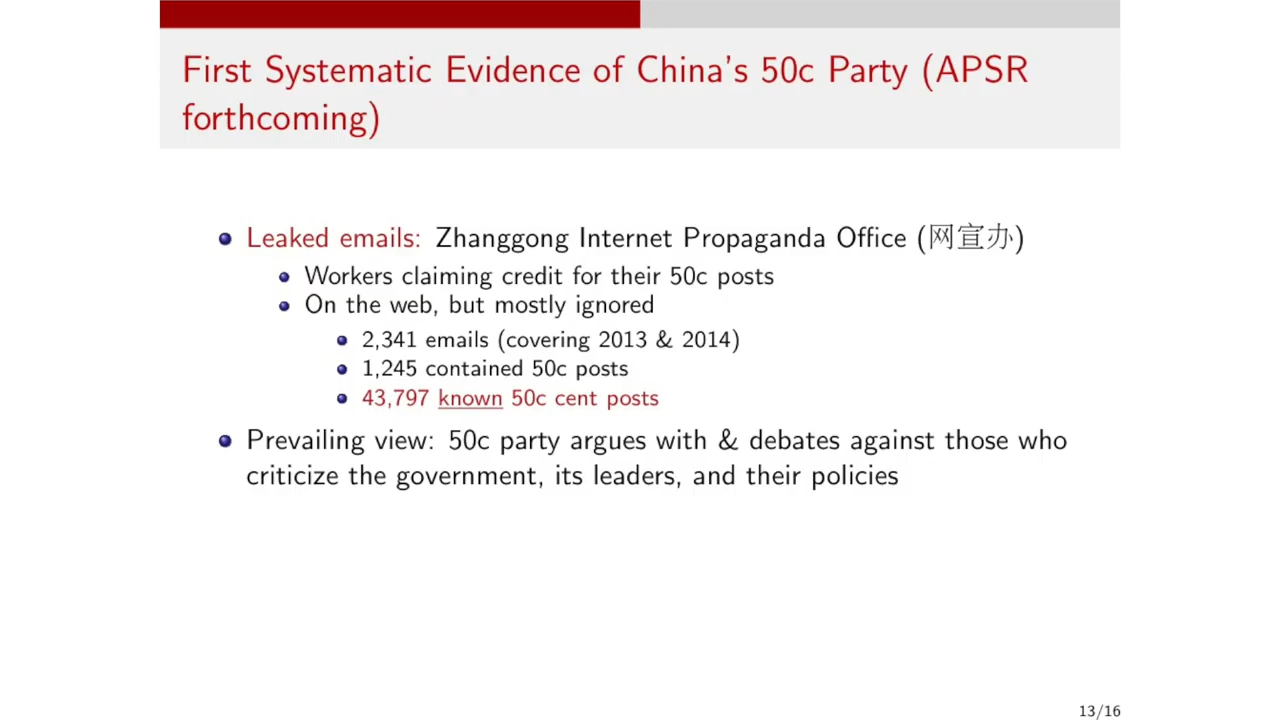 First Systematic Evidence of China's 50c Party (APSR
forthcoming)
Leaked emails: Zhanggong Internet Propaganda Office (网宣办)
Workers claiming credit for their 50c posts
On the web, but mostly ignored
2,341 emails (covering 2013 & 2014)
1,245 contained 50c posts
43,797 known 50c cent posts
Prevailing view: 50c party argues with & debates against those who
criticize the government, its leaders, and their policies
13/16